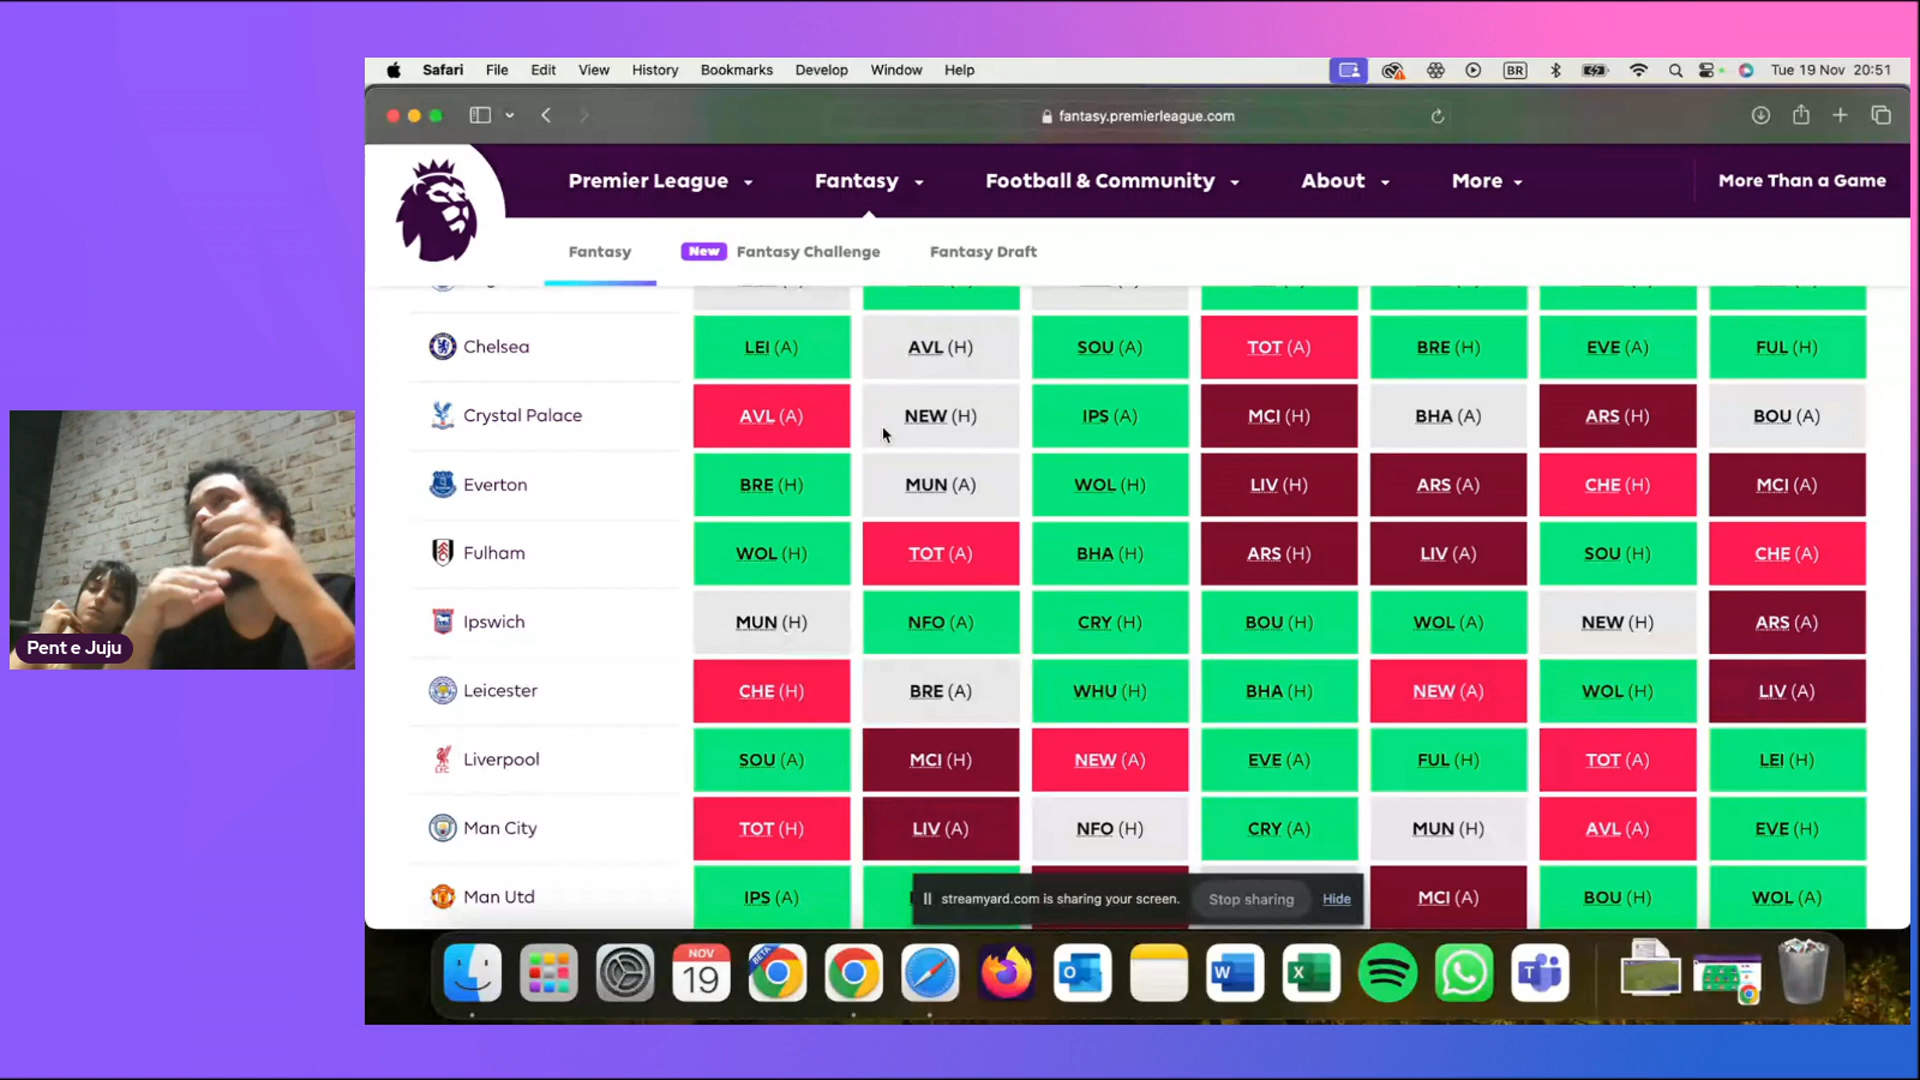 Safari File Edit View History Bookmarks Develop Window Help BR Tue 19 Nov 20:51
fantasy.premierleague.com
Premier League Fantasy Football & Community About More More Than a Game
Fantasy New Fantasy Challenge Fantasy Draft
Chelsea LEI (A) AVL (H) SOU (A) TOT (A) BRE (H) EVE (A) FUL (H)
Crystal Palace AVL (A) NEW (H) IPS (A) MCI (H) BHA (A) ARS (H) BOU (A)
Everton BRE (H) MUN (A) WOL (H) LIV (H) ARS (A) CHE (H) MCI (A)
Fulham WOL (H) TOT (A) BHA (H) ARS (H) LIV (A) SOU (H) CHE (A)
Ipswich MUN (H) NFO (A) CRY (H) BOU (H) WOL (A) NEW (H) ARS (A)
Leicester CHE (H) BRE (A) WHU (H) BHA (H) NEW (A) WOL (H) LIV (A)
Liverpool SOU (A) MCI (H) NEW (A) EVE (A) FUL (H) TOT (A) LEI (H)
Man City TOT (H) LIV (A) NFO (H) CRY (A) MUN (H) AVL (A) EVE (H)
Man Utd IPS (A) MCI (A) BOU (H) WOL (A)
streamyard.com is sharing your screen. Stop sharing Hide
Pent e Juju
NOV
19
BETA
O W X T